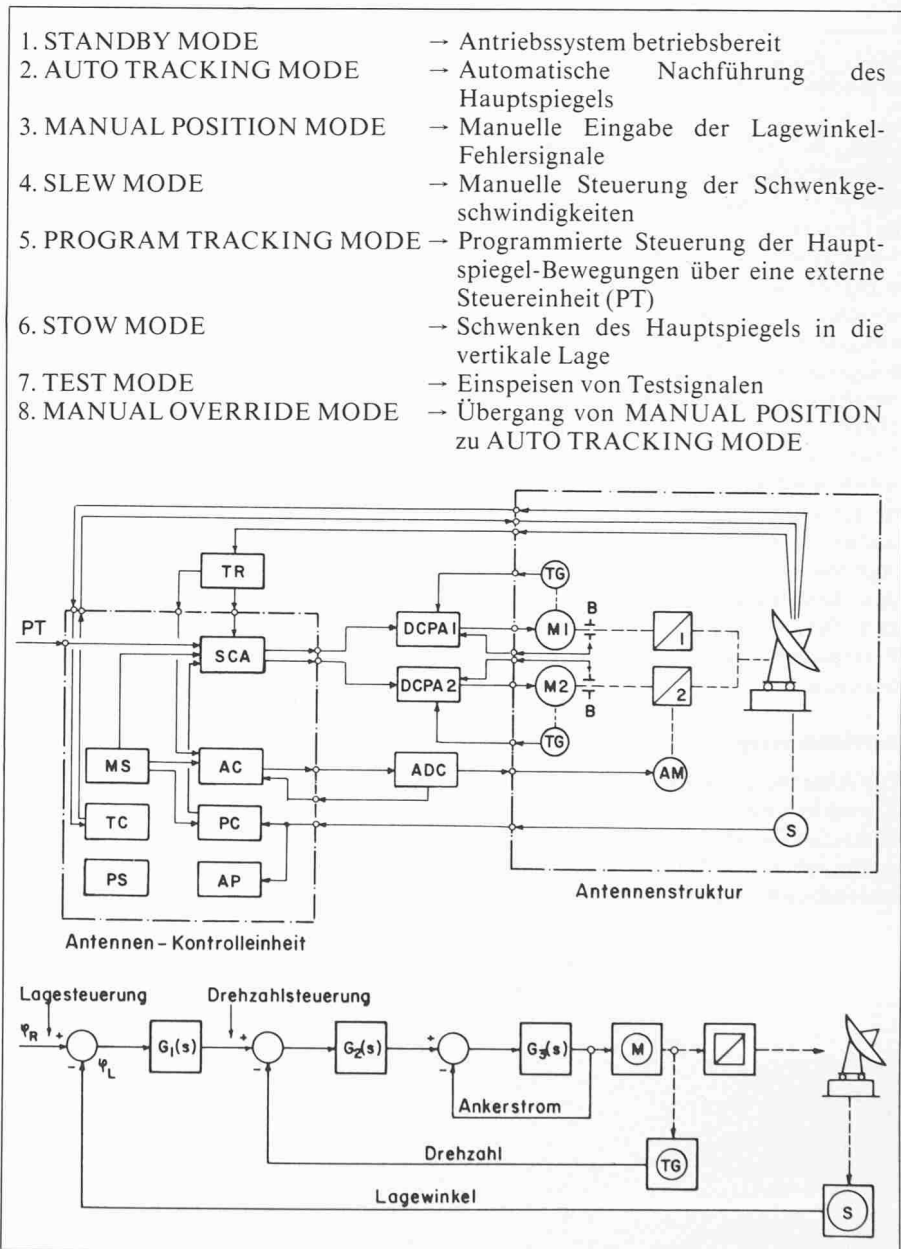 1. STANDBY MODE → Antriebssystem betriebsbereit
2. AUTO TRACKING MODE → Automatische Nachführung des
Hauptspiegels
3. MANUAL POSITION MODE → Manuelle Eingabe der Lagewinkel-
Fehlersignale
4. SLEW MODE → Manuelle Steuerung der Schwenkge-
schwindigkeiten
5. PROGRAM TRACKING MODE → Programmierte Steuerung der Haupt-
spiegel-Bewegungen über eine externe
Steuereinheit (PT)
6. STOW MODE → Schwenken des Hauptspiegels in die
vertikale Lage
7. TEST MODE → Einspeisen von Testsignalen
8. MANUAL OVERRIDE MODE → Übergang von MANUAL POSITION
zu AUTO TRACKING MODE
TR
TG
PT
SCA
DCPA1
M1
B
1
DCPA2
M2
B
2
TG
MS
AC
ADC
AM
TC
PC
S
PS
AP
Antennenstruktur
Antennen-Kontrolleinheit
Lagesteuerung
Drehzahlsteuerung
φR
+
-
φL
G1(s)
+
-
G2(s)
+
-
G3(s)
M
Ankerstrom
Drehzahl
TG
Lagewinkel
S